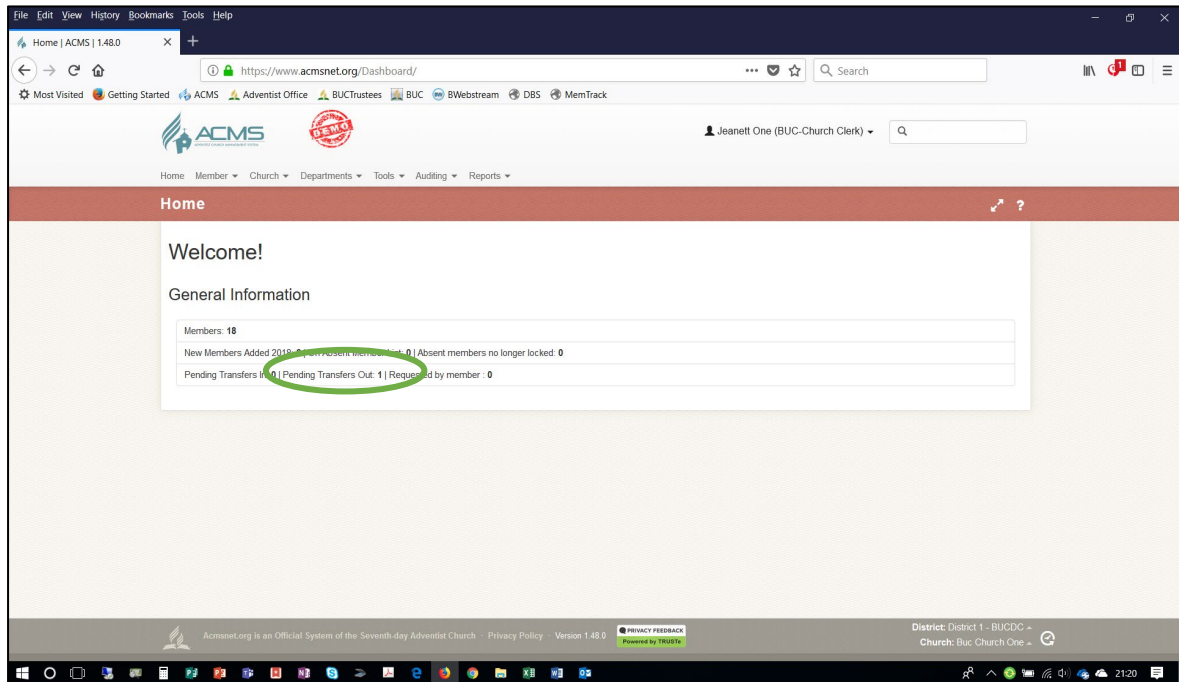 File Edit View History Bookmarks Tools Help
Home | ACMS | 1.48.0
https://www.acmsnet.org/Dashboard/
Search
1
Most Visited Getting Started ACMS Adventist Office BUCTrustees BUC BWebstream DBS MemTrack
ACMS
ADVENTIST CHURCH MANAGEMENT SYSTEM
DEMO
Jeanett One (BUC-Church Clerk)
Home Member Church Departments Tools Auditing Reports
Home
?
Welcome!
General Information
Members: 18
New Members Added 2018: | Absent members no longer locked: 0
Pending Transfers In: 0 | Pending Transfers Out: 1 | Requested by member : 0
Acmsnet.org is an Official System of the Seventh-day Adventist Church - Privacy Policy - Version 1.48.0
PRIVACY FEEDBACK
Powered by TRUSTe
District: District 1 - BUCDC
Church: Buc Church One
21:20